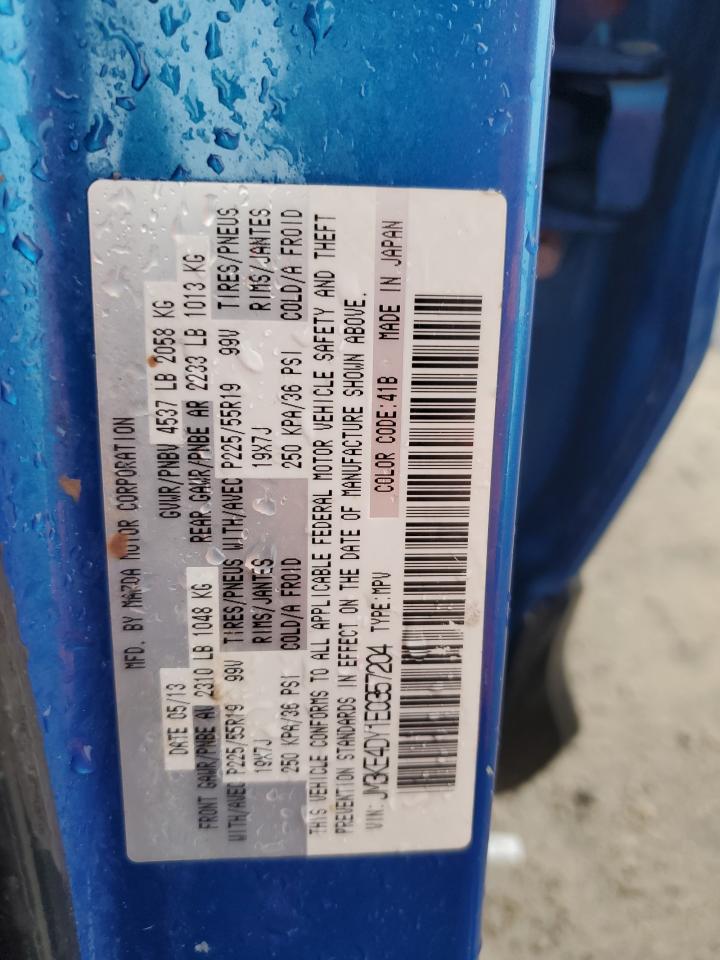 MFD. BY MAZDA MOTOR CORPORATION
DATE 05/13 GVWR/PNBV 4537 LB 2058 KG
FRONT GAWR/PNBE AV 2310 LB 1048 KG REAR GAWR/PNBE AR 2233 LB 1013 KG
WITH/AVEC P225/55R19 99V TIRES/PNEUS WITH/AVEC P225/55R19 99V TIRES/PNEUS
19X7J RIMS/JANTES 19X7J RIMS/JANTES
250 KPA/36 PSI COLD/A FROID 250 KPA/36 PSI COLD/A FROID
THIS VEHICLE CONFORMS TO ALL APPLICABLE FEDERAL MOTOR VEHICLE SAFETY AND THEFT
PREVENTION STANDARDS IN EFFECT ON THE DATE OF MANUFACTURE SHOWN ABOVE.
VIN: JM3KE4DY1E0357204 TYPE:MPV COLOR CODE:41B MADE IN JAPAN